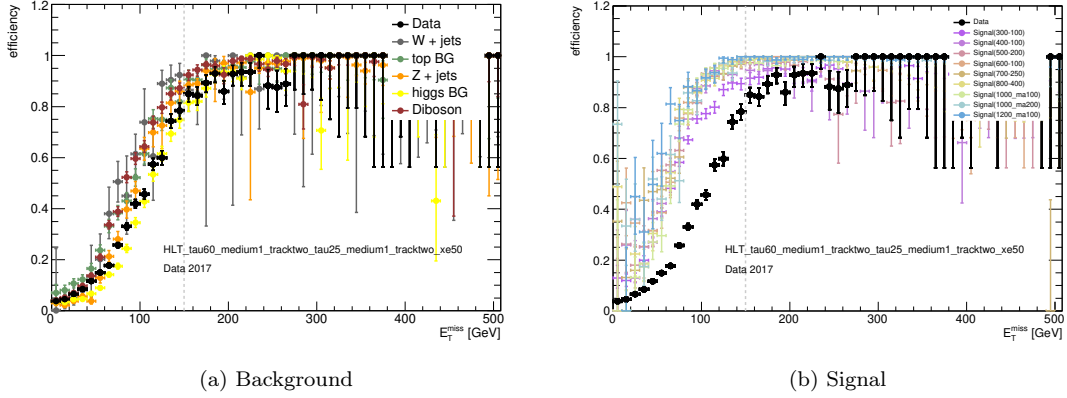 efficiency
1
0.8
0.6
0.4
0.2
0
0 100 200 300 400 500
E_T^miss [GeV]
Data
W + jets
top BG
Z + jets
higgs BG
Diboson
HLT_tau60_medium1_tracktwo_tau25_medium1_tracktwo_xe50
Data 2017
(a) Background
efficiency
1
0.8
0.6
0.4
0.2
0
0 100 200 300 400 500
E_T^miss [GeV]
Data
Signal(300-100)
Signal(400-100)
Signal(500-200)
Signal(600-100)
Signal(700-250)
Signal(800-400)
Signal(1000_ma100)
Signal(1000_ma200)
Signal(1200_ma100)
HLT_tau60_medium1_tracktwo_tau25_medium1_tracktwo_xe50
Data 2017
(b) Signal